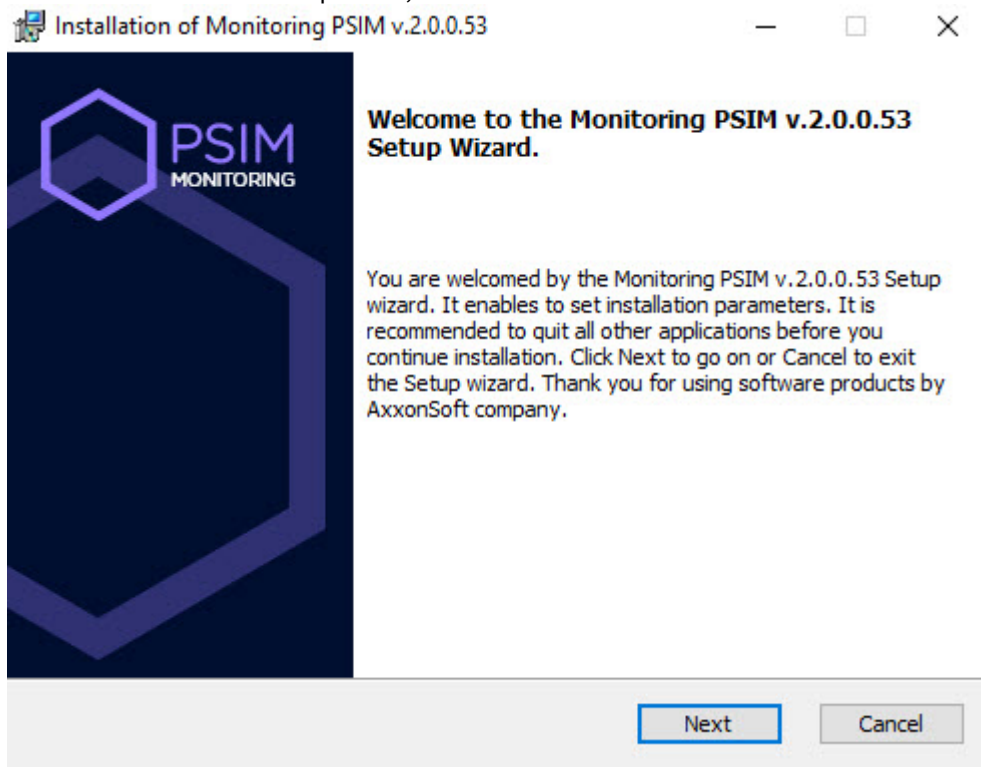 Installation of Monitoring PSIM v.2.0.0.53
PSIM
MONITORING
Welcome to the Monitoring PSIM v.2.0.0.53
Setup Wizard.
You are welcomed by the Monitoring PSIM v.2.0.0.53 Setup
wizard. It enables to set installation parameters. It is
recommended to quit all other applications before you
continue installation. Click Next to go on or Cancel to exit
the Setup wizard. Thank you for using software products by
AxxonSoft company.
Next
Cancel